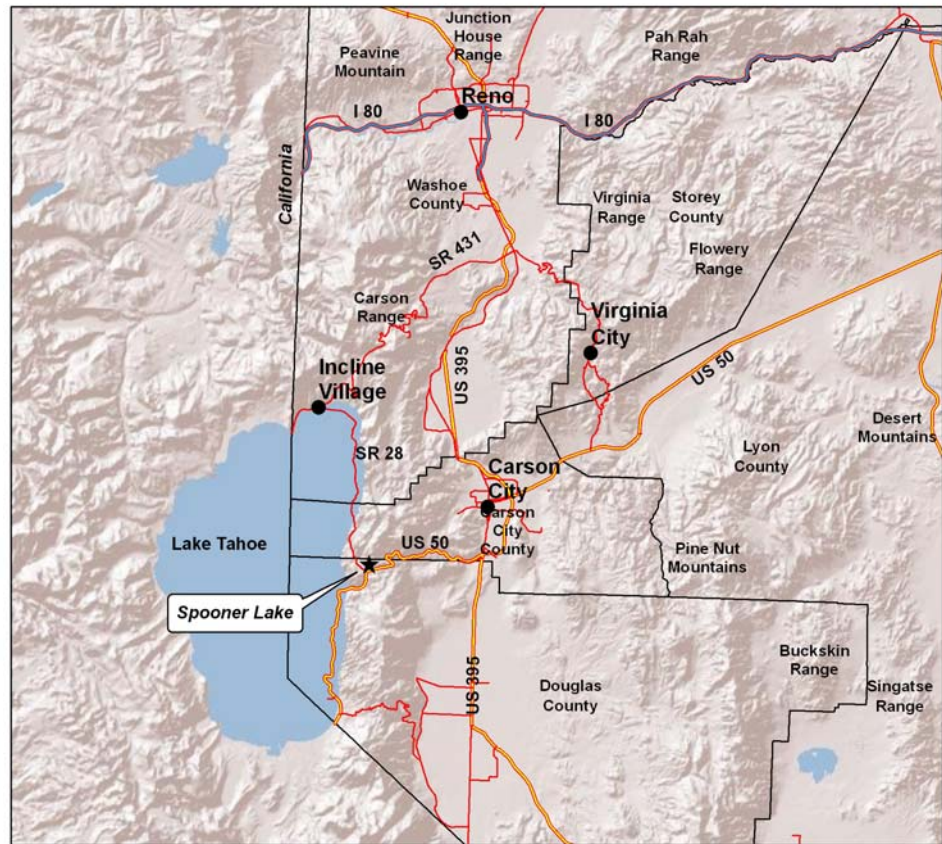 Junction
House
Range
Peavine
Mountain
Pah Rah
Range
Reno
I 80
I 80
California
Washoe
County
Virginia
Range
Storey
County
Flowery
Range
SR 431
Carson
Range
Virginia
City
Incline
Village
US 395
US 50
Desert
Mountains
SR 28
Lyon
County
Carson
City
Carson
City
County
Lake Tahoe
US 50
Pine Nut
Mountains
Spooner Lake
Buckskin
Range
US 395
Douglas
County
Singatse
Range